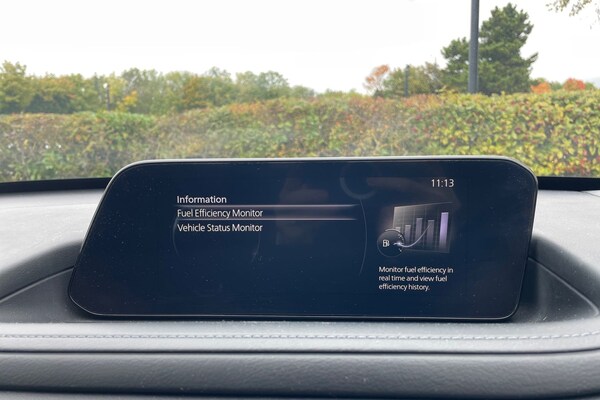 11:13
Information
Fuel Efficiency Monitor
Vehicle Status Monitor
Monitor fuel efficiency in
real time and view fuel
efficiency history.